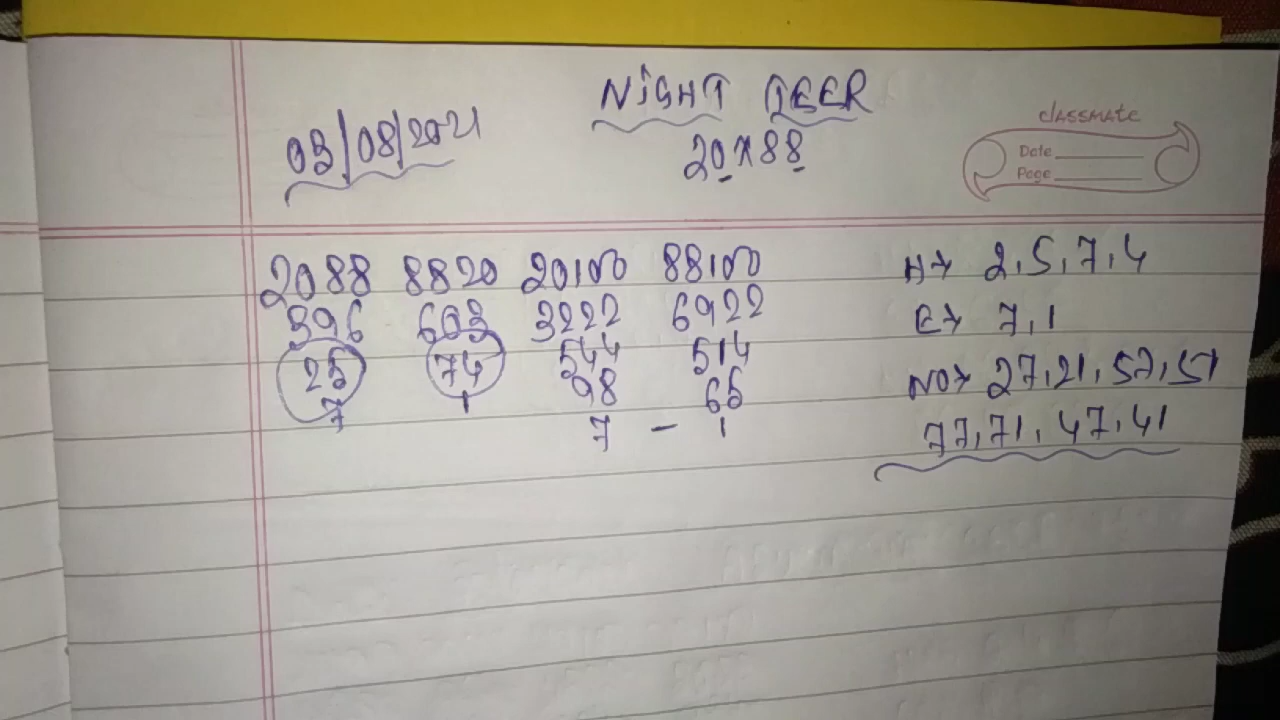 NIGHT TEER
03/08/2021
20x88
CLASSMATE
Date
Page
2088 8820 20100 88100
396 603 3222 6922
25 74 544 514
7 1 98 65
7 - 1
H→ 2,5,7,4
E→ 7,1
NO→ 27,21,57,51
77,71,47,41